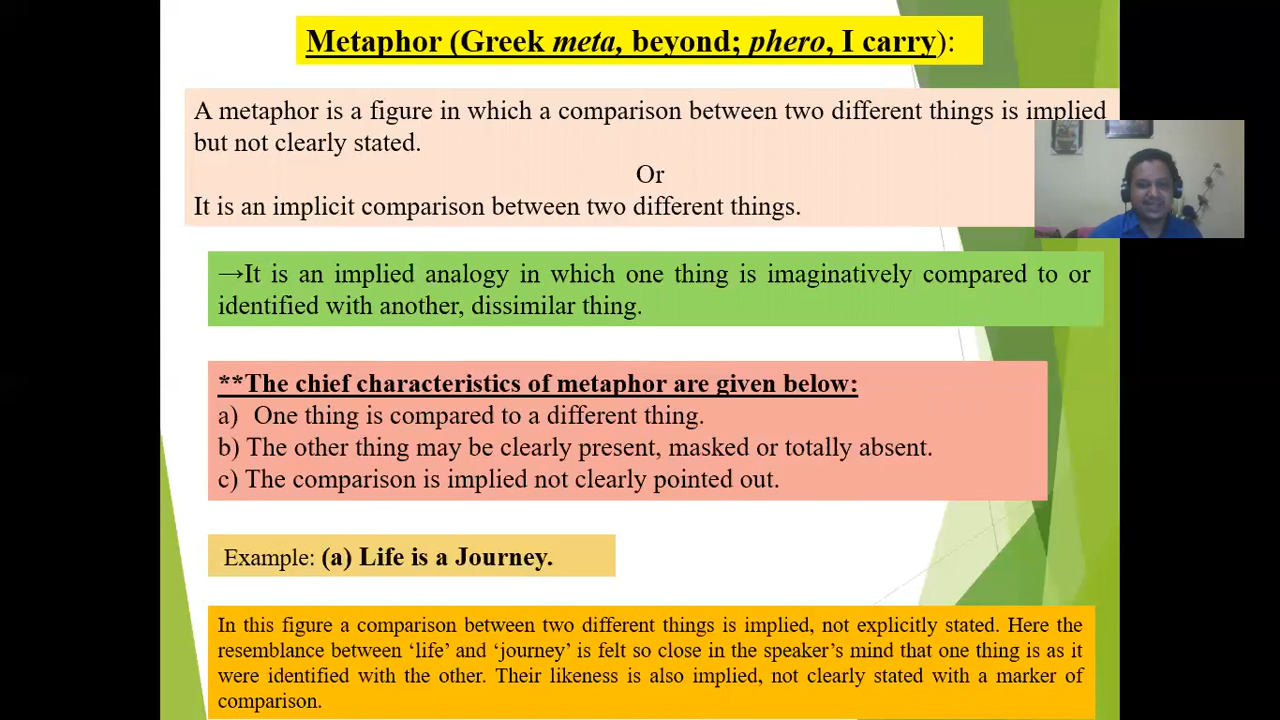 Metaphor (Greek meta, beyond; phero, I carry):
A metaphor is a figure in which a comparison between two different things is implied
but not clearly stated.
Or
It is an implicit comparison between two different things.
→It is an implied analogy in which one thing is imaginatively compared to or
identified with another, dissimilar thing.
**The chief characteristics of metaphor are given below:
a) One thing is compared to a different thing.
b) The other thing may be clearly present, masked or totally absent.
c) The comparison is implied not clearly pointed out.
Example: (a) Life is a Journey.
In this figure a comparison between two different things is implied, not explicitly stated. Here the
resemblance between ‘life’ and ‘journey’ is felt so close in the speaker’s mind that one thing is as it
were identified with the other. Their likeness is also implied, not clearly stated with a marker of
comparison.